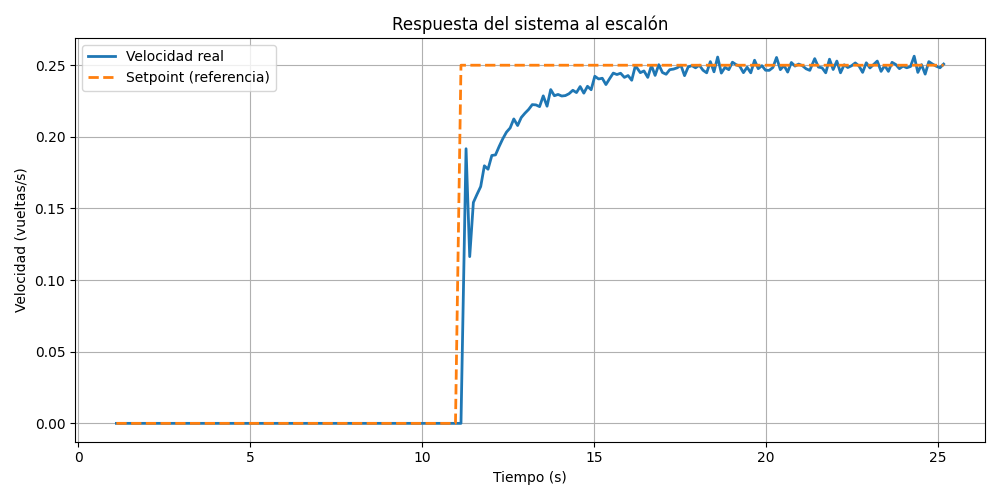 Respuesta del sistema al escalón
Velocidad real
Setpoint (referencia)
Velocidad (vueltas/s)
0.25
0.20
0.15
0.10
0.05
0.00
0
5
10
15
20
25
Tiempo (s)